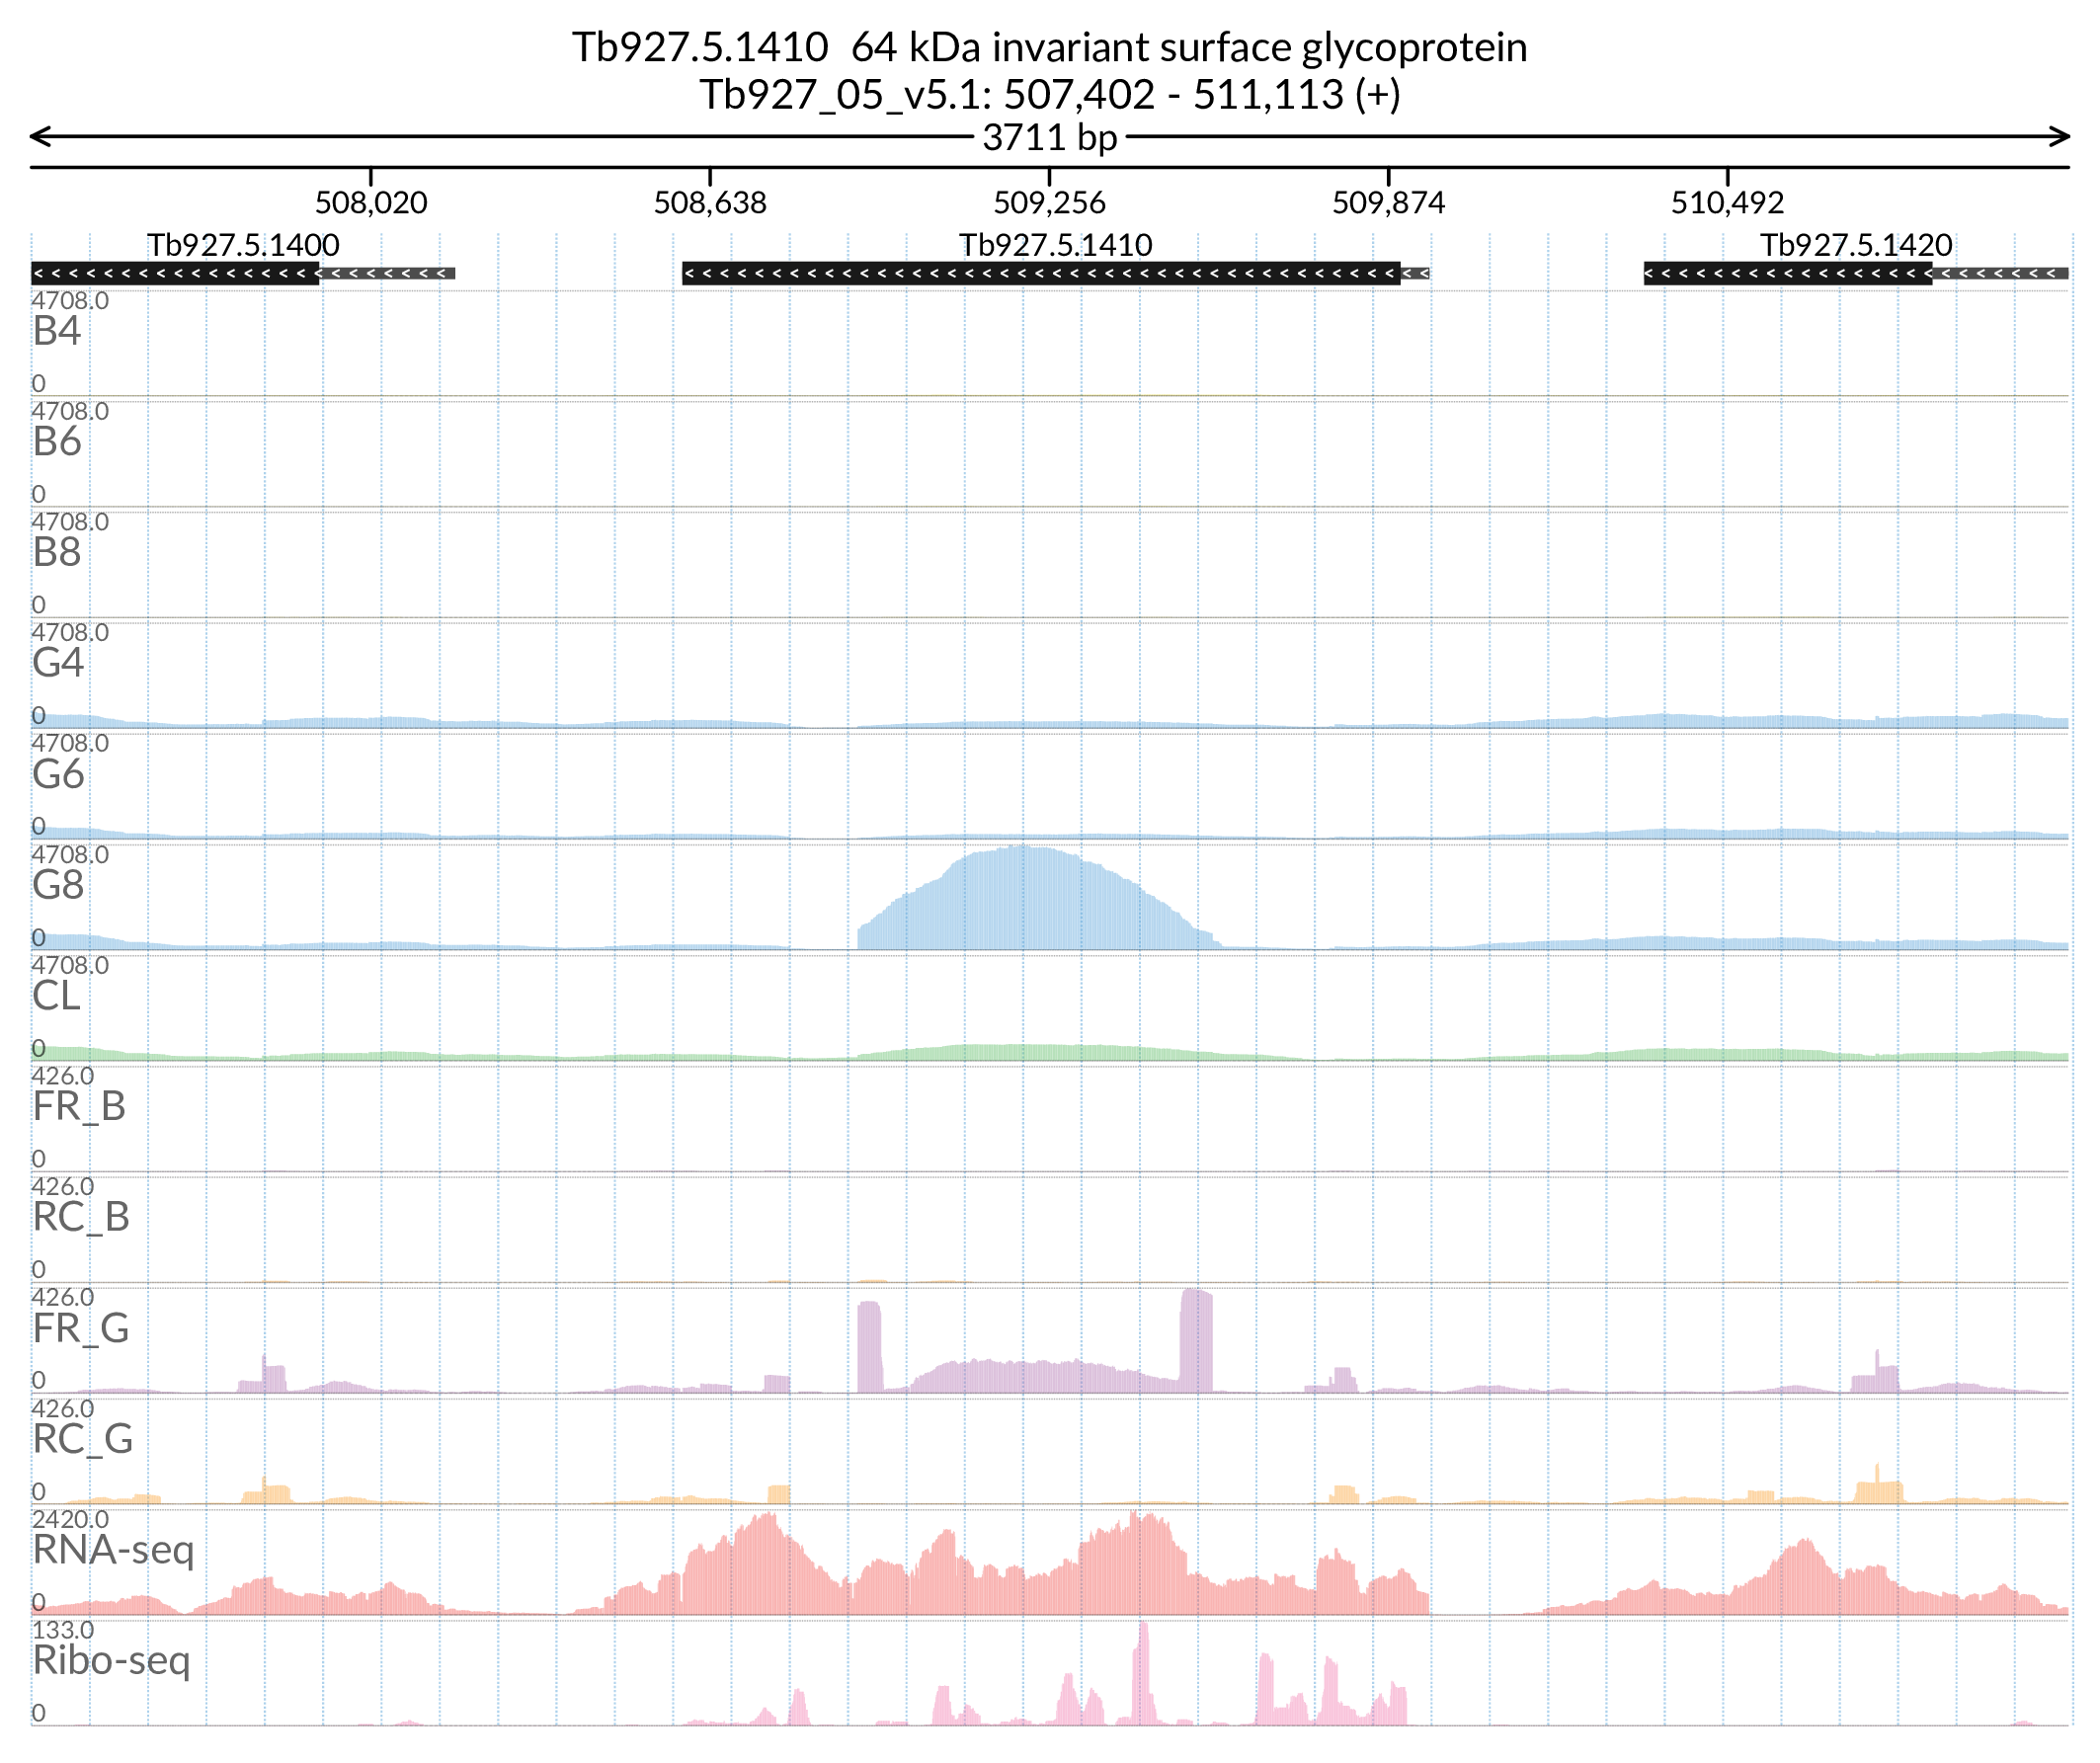 Tb927.5.1410 64 kDa invariant surface glycoprotein
Tb927_05_v5.1: 507,402 - 511,113 (+)
3711 bp
508,020 508,638 509,256 509,874 510,492
Tb927.5.1400 Tb927.5.1410 Tb927.5.1420
4708.0
B4
0
4708.0
B6
0
4708.0
B8
0
4708.0
G4
0
4708.0
G6
0
4708.0
G8
0
4708.0
CL
0
426.0
FR_B
0
426.0
RC_B
0
426.0
FR_G
0
426.0
RC_G
0
2420.0
RNA-seq
0
133.0
Ribo-seq
0